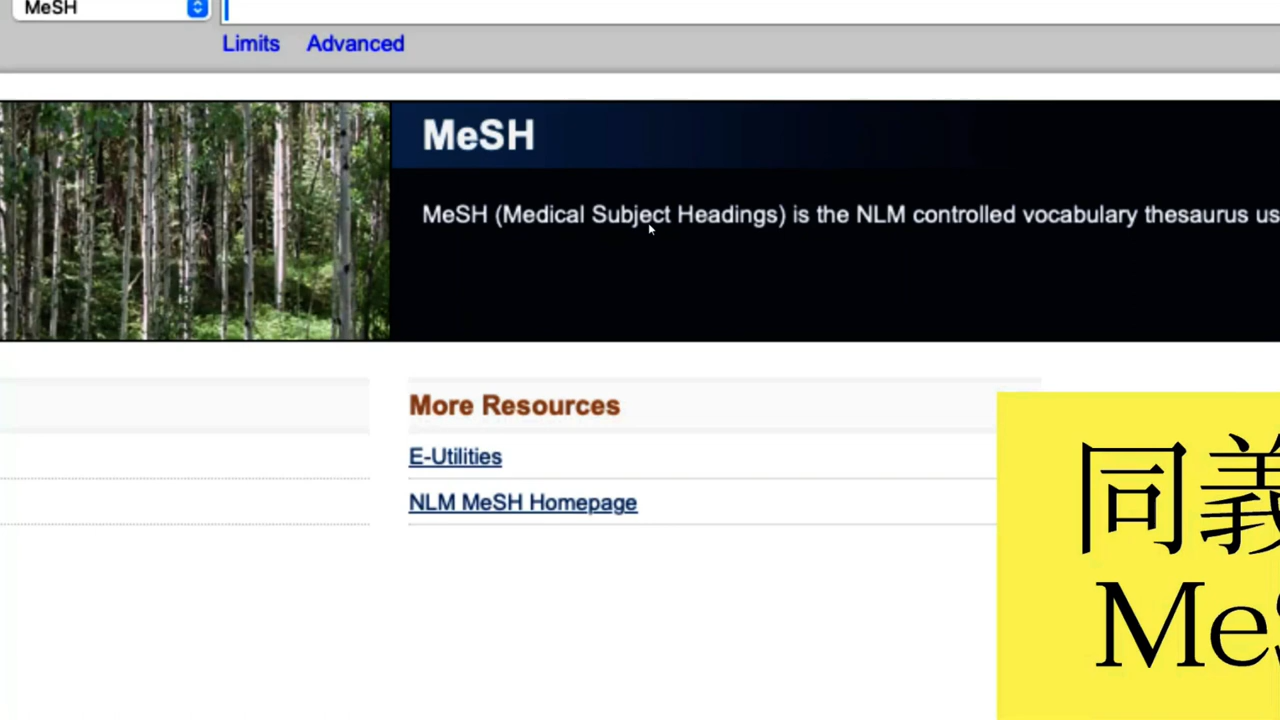 MeSH
Limits Advanced
MeSH
MeSH (Medical Subject Headings) is the NLM controlled vocabulary thesaurus us
More Resources
E-Utilities
NLM MeSH Homepage
同義
Me